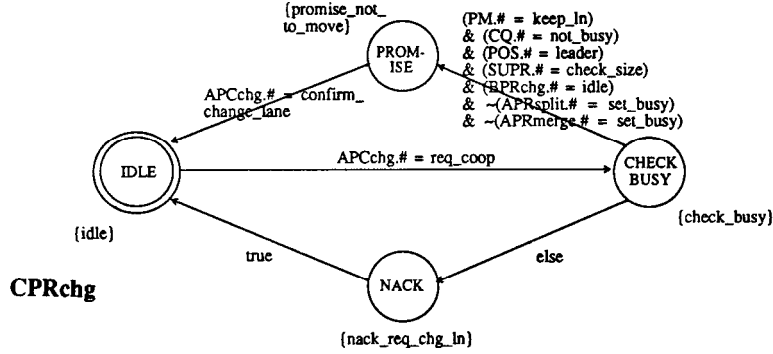 {promise_not_
to_move}
PROM-
ISE
(PM.# = keep_ln)
& (CQ.# = not_busy)
& (POS.# = leader)
& (SUPR.# = check_size)
& (BPRchg.# = idle)
& ~(APRsplit.# = set_busy)
& ~(APRmerge.# = set_busy)
APCchg.# = confirm_
change_lane
IDLE
APCchg.# = req_coop
CHECK
BUSY
{idle}
{check_busy}
true
else
NACK
CPRchg
{nack_req_chg_ln}